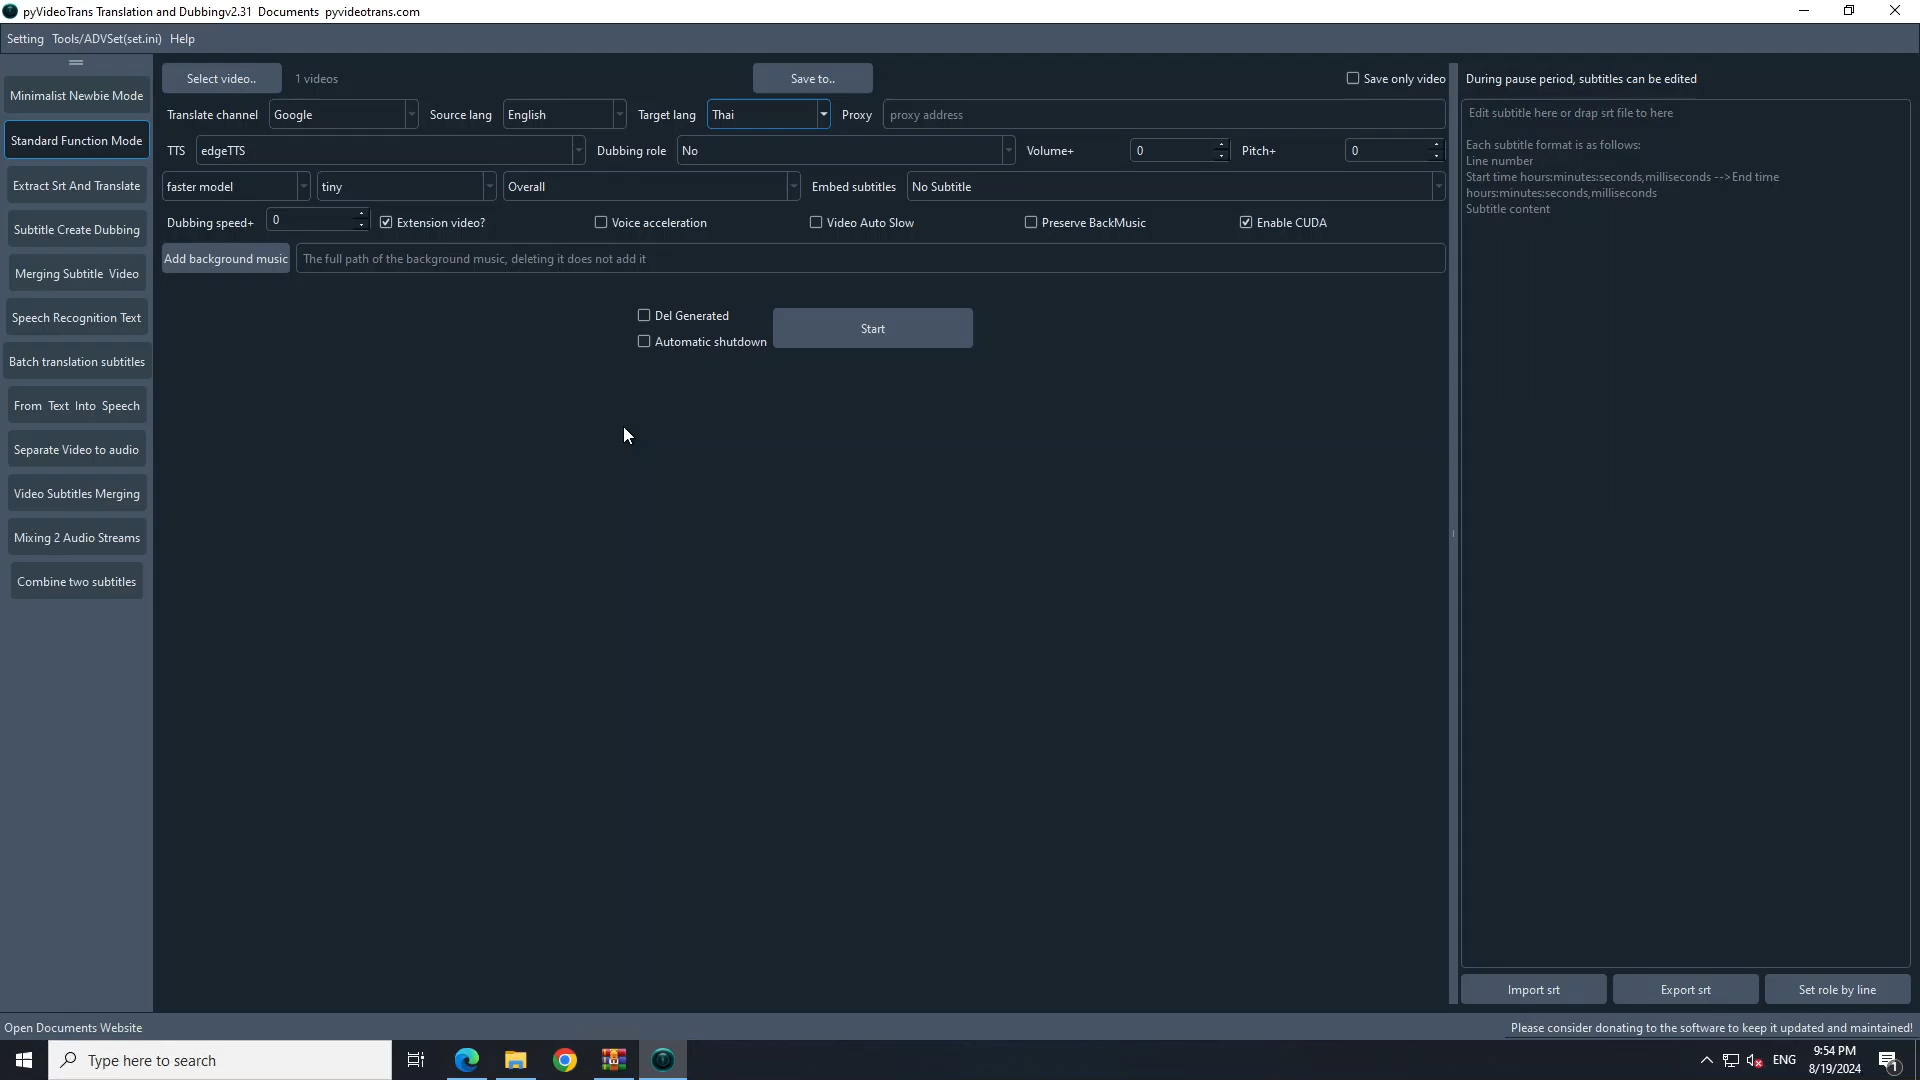 pyVideoTrans Translation and Dubbingv2.31 Documents pyvideotrans.com
Setting Tools/ADVSet(set.ini) Help
Minimalist Newbie Mode
Standard Function Mode
Extract Srt And Translate
Subtitle Create Dubbing
Merging Subtitle Video
Speech Recognition Text
Batch translation subtitles
From Text Into Speech
Separate Video to audio
Video Subtitles Merging
Mixing 2 Audio Streams
Combine two subtitles
Select video.. 1 videos Save to.. Save only video
Translate channel Google Source lang English Target lang Thai Proxy proxy address
TTS edgeTTS Dubbing role No Volume+ 0 Pitch+ 0
faster model tiny Overall Embed subtitles No Subtitle
Dubbing speed+ 0 Extension video? Voice acceleration Video Auto Slow Preserve BackMusic Enable CUDA
Add background music The full path of the background music, deleting it does not add it
Del Generated
Automatic shutdown
Start
During pause period, subtitles can be edited
Edit subtitle here or drap srt file to here
Each subtitle format is as follows:
Line number
Start time hours:minutes:seconds,milliseconds -->End time
hours:minutes:seconds,milliseconds
Subtitle content
Import srt Export srt Set role by line
Open Documents Website Please consider donating to the software to keep it updated and maintained!
Type here to search
ENG
9:54 PM
8/19/2024
1